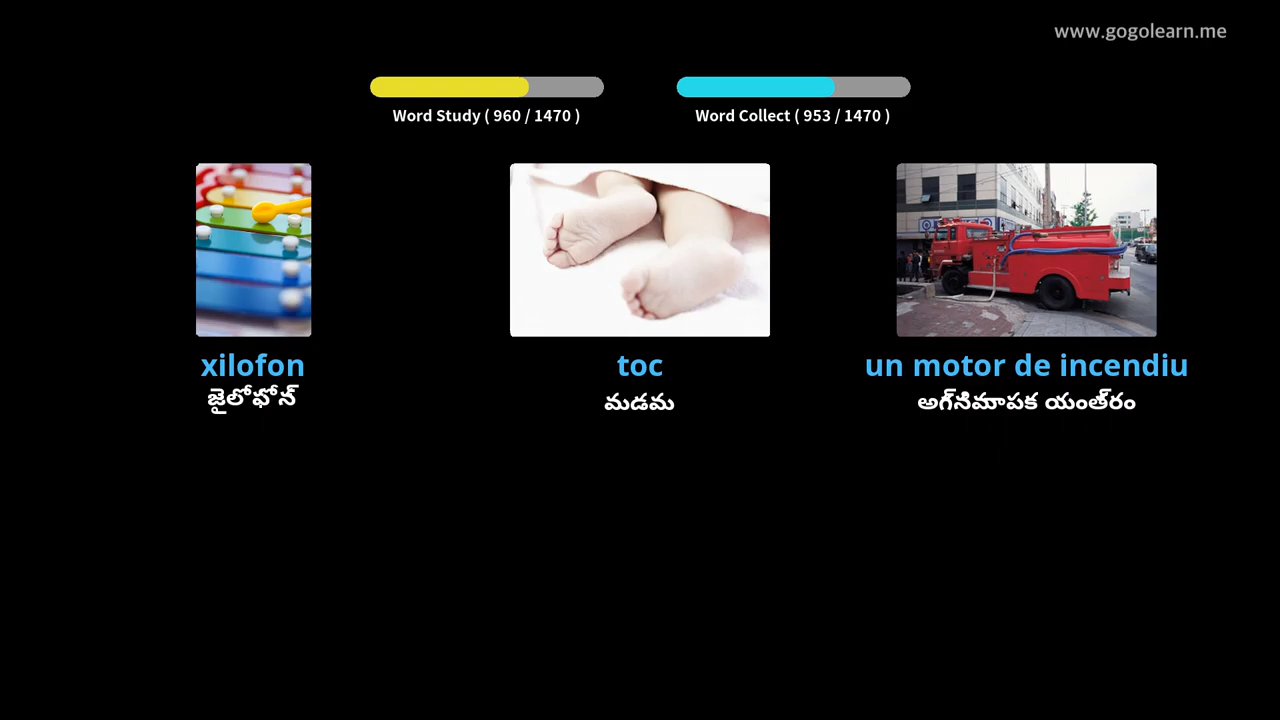 www.gogolearn.me
Word Study ( 960 / 1470 )
Word Collect ( 953 / 1470 )
xilofon
జైలోఫోన్
toc
మడమ
un motor de incendiu
అగ్నిమాపక యంత్రం